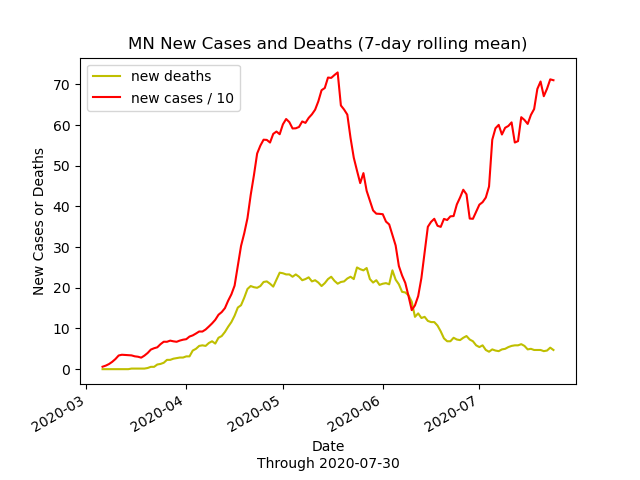 MN New Cases and Deaths (7-day rolling mean)
new deaths
new cases / 10
70
60
50
40
30
20
10
0
New Cases or Deaths
2020-03
2020-04
2020-05
2020-06
2020-07
Date
Through 2020-07-30